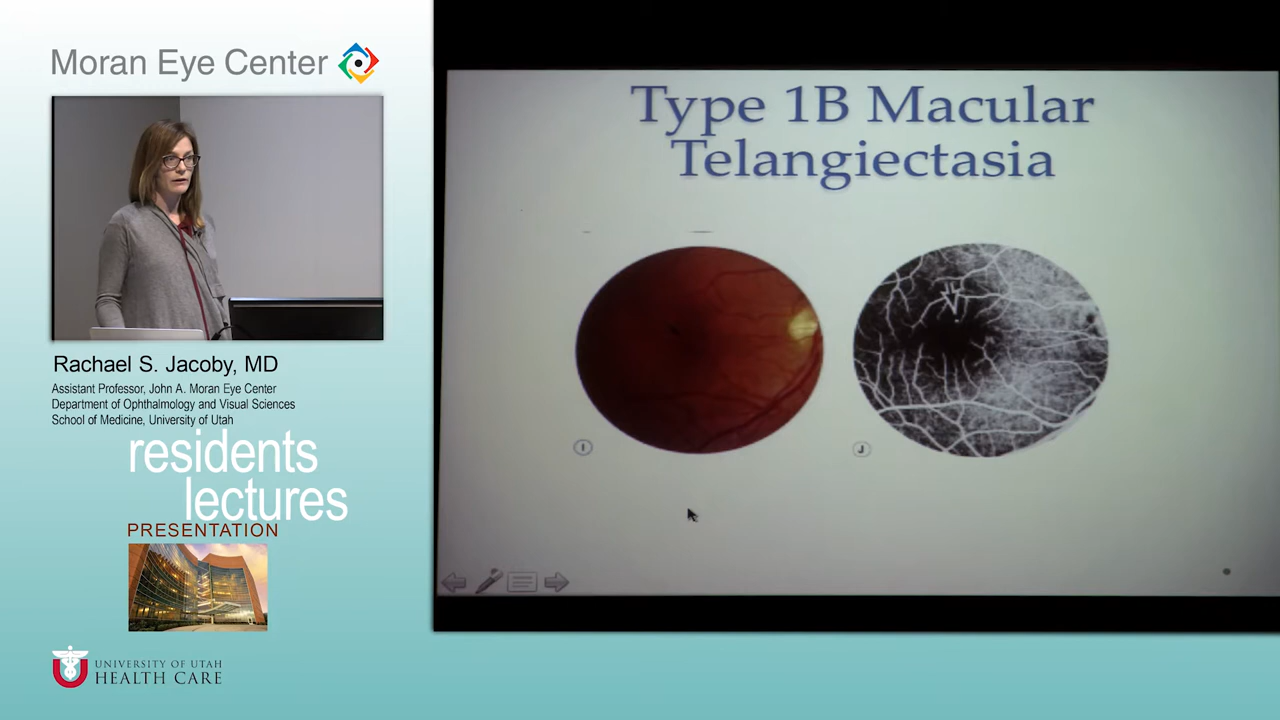 Moran Eye Center
Rachael S. Jacoby, MD
Assistant Professor, John A. Moran Eye Center
Department of Ophthalmology and Visual Sciences
School of Medicine, University of Utah
residents
lectures
PRESENTATION
UNIVERSITY OF UTAH
HEALTH CARE
Type 1B Macular
Telangiectasia
I
J